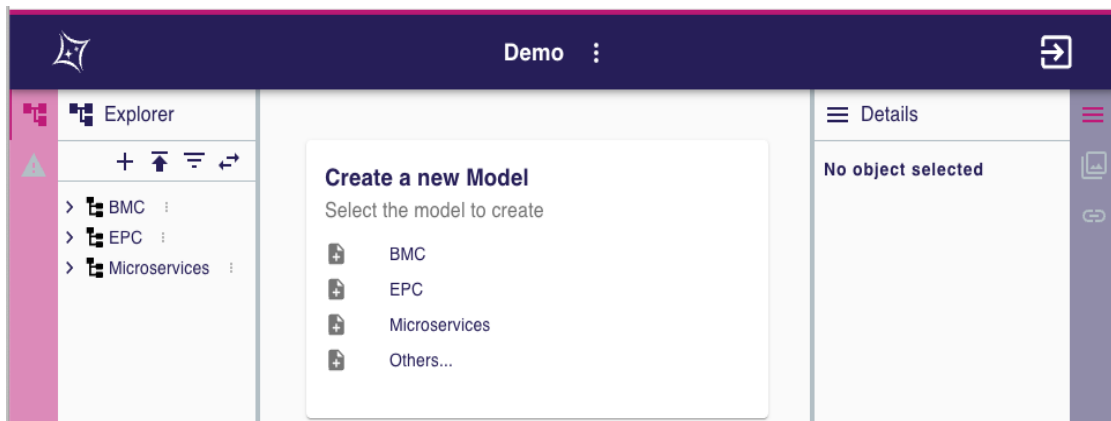 Demo
Explorer
BMC
EPC
Microservices
Create a new Model
Select the model to create
BMC
EPC
Microservices
Others...
Details
No object selected